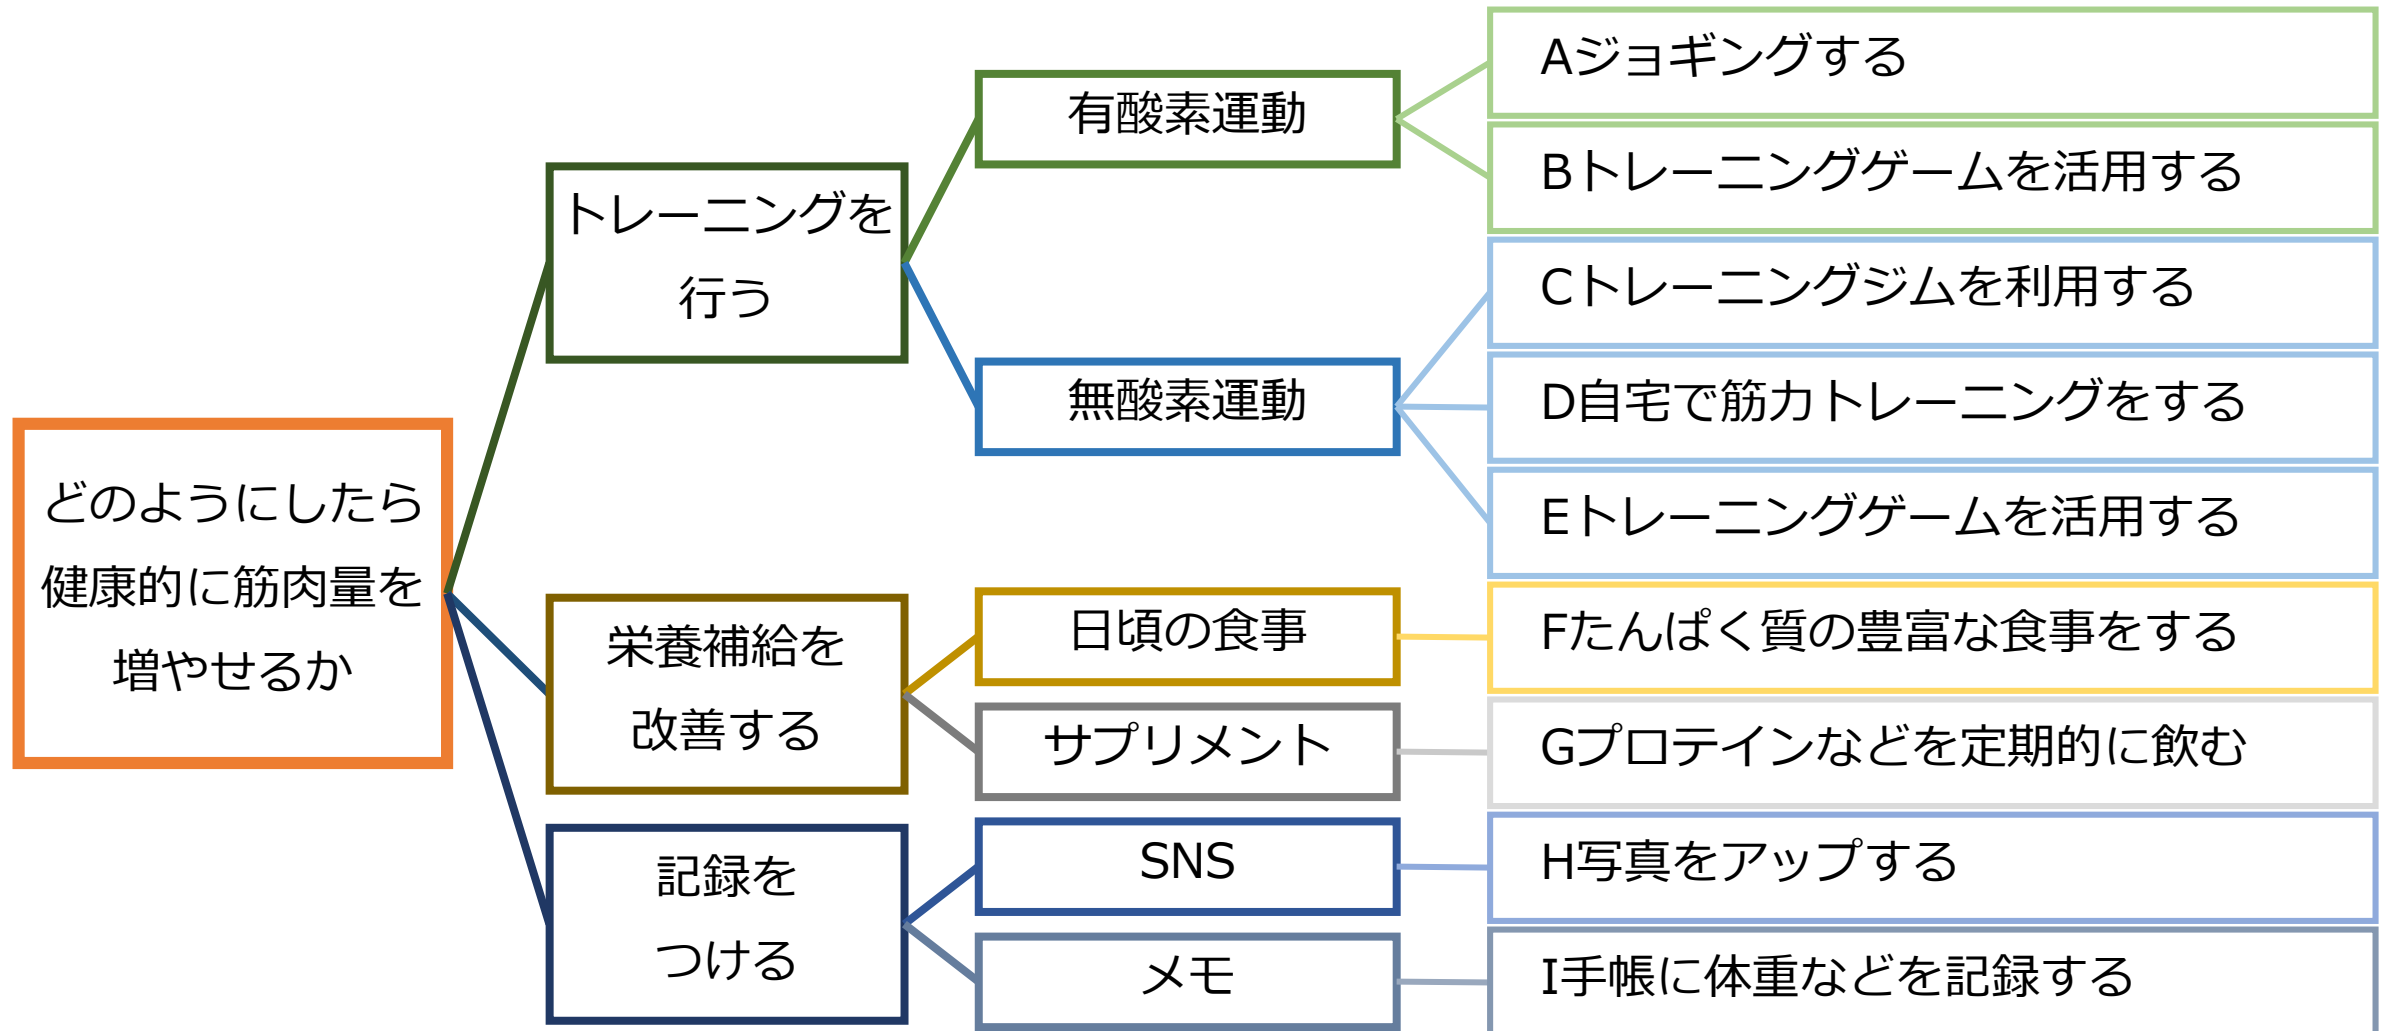 どのようにしたら
健康的に筋肉量を
増やせるか
トレーニングを
行う
有酸素運動
Aジョギングする
Bトレーニングゲームを活用する
無酸素運動
Cトレーニングジムを利用する
D自宅で筋力トレーニングをする
Eトレーニングゲームを活用する
栄養補給を
改善する
日頃の食事
Fたんぱく質の豊富な食事をする
サプリメント
Gプロテインなどを定期的に飲む
記録を
つける
SNS
H写真をアップする
メモ
I手帳に体重などを記録する